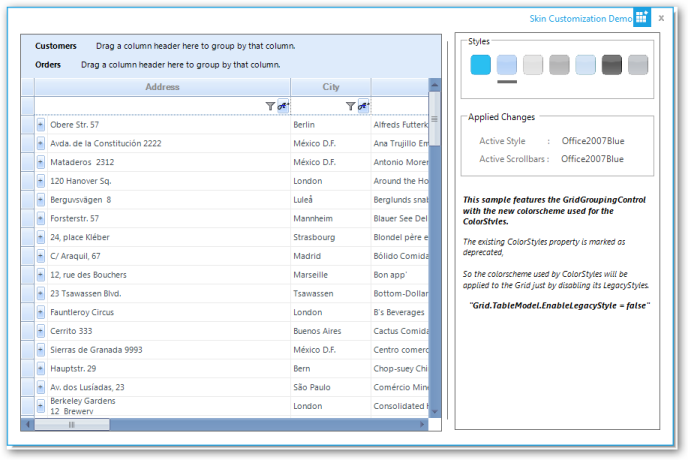 Skin Customization Demo
x
Customers Drag a column header here to group by that column.
Orders Drag a column header here to group by that column.
Address City
Obere Str. 57 Berlin Alfreds Futterk
Avda. de la Constitución 2222 México D.F. Ana Trujillo Em
Mataderos 2312 México D.F. Antonio Moren
120 Hanover Sq. London Around the Ho
Berguvsvägen 8 Luleå Berglunds snab
Forsterstr. 57 Mannheim Blauer See Del
24, place Kléber Strasbourg Blondel père e
C/ Araquil, 67 Madrid Bólido Comida
12, rue des Bouchers Marseille Bon app'
23 Tsawassen Blvd. Tsawassen Bottom-Dollar
Fauntleroy Circus London B's Beverages
Cerrito 333 Buenos Aires Cactus Comida
Sierras de Granada 9993 México D.F. Centro comerc
Hauptstr. 29 Bern Chop-suey Chi
Av. dos Lusíadas, 23 São Paulo Comércio Mine
Berkeley Gardens
12 Brewery London Consolidated H
Styles
Applied Changes
Active Style : Office2007Blue
Active Scrollbars : Office2007Blue
This sample features the GridGroupingControl
with the new colorscheme used for the
ColorStyles.
The existing ColorStyles property is marked as
deprecated,
So the colorscheme used by ColorStyles will be
applied to the Grid just by disabling its LegacyStyles.
"Grid.TableModel.EnableLegacyStyle = false"